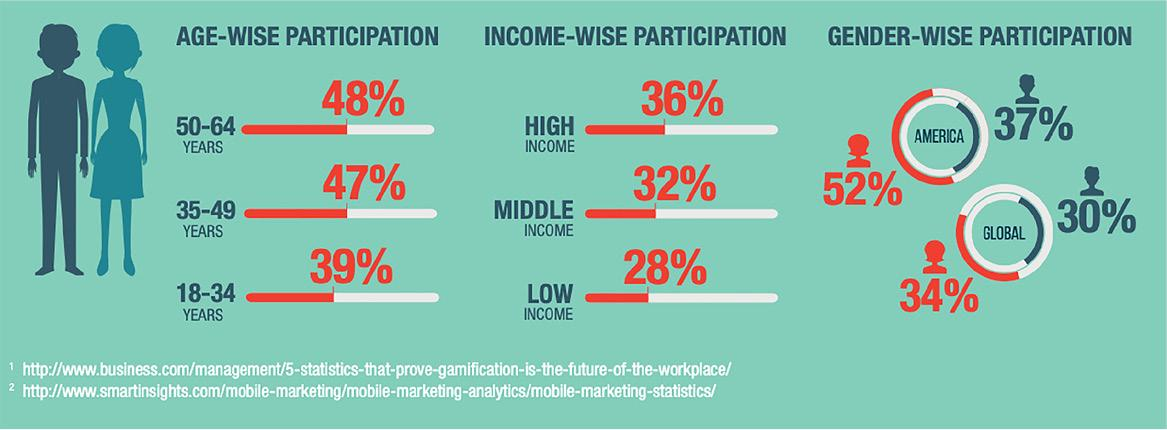 AGE-WISE PARTICIPATION
48%
50-64
YEARS
47%
35-49
YEARS
39%
18-34
YEARS
INCOME-WISE PARTICIPATION
36%
HIGH
INCOME
32%
MIDDLE
INCOME
28%
LOW
INCOME
GENDER-WISE PARTICIPATION
AMERICA
37%
52%
GLOBAL
30%
34%
1 http://www.business.com/management/5-statistics-that-prove-gamification-is-the-future-of-the-workplace/
2 http://www.smartinsights.com/mobile-marketing/mobile-marketing-analytics/mobile-marketing-statistics/